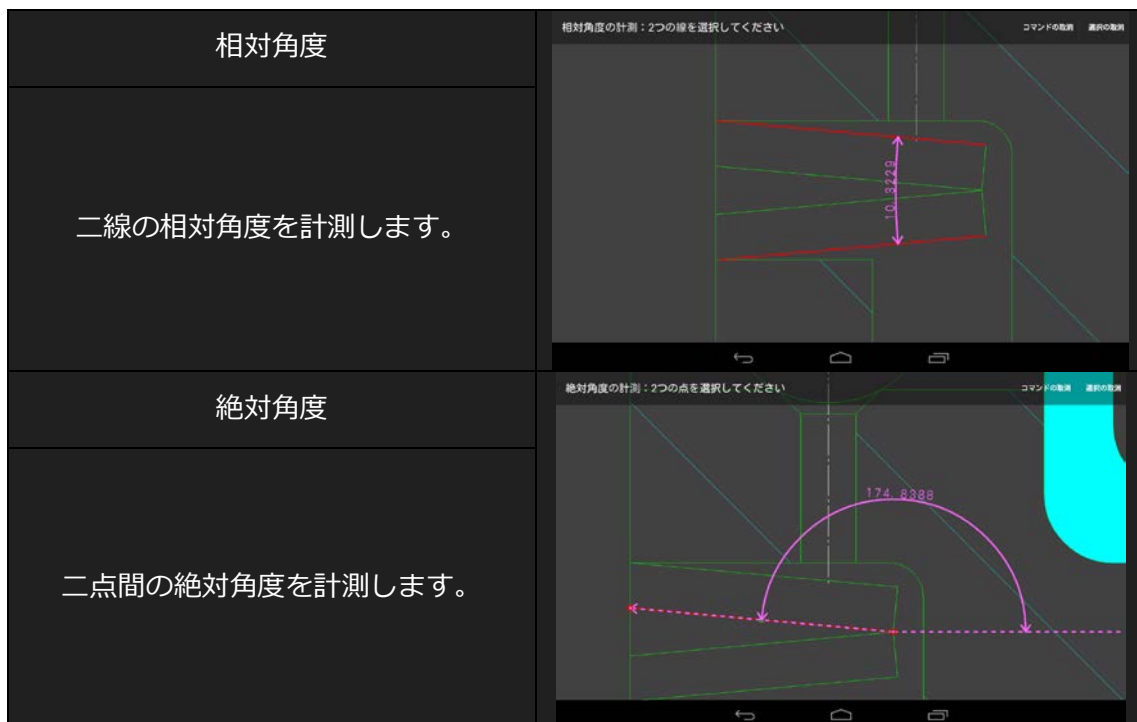 相対角度
相対角度の計測：2つの線を選択してください
コマンドの取消 選択の取消
二線の相対角度を計測します。
10.3229
絶対角度
絶対角度の計測：2つの点を選択してください
コマンドの取消 選択の取消
二点間の絶対角度を計測します。
174.8388